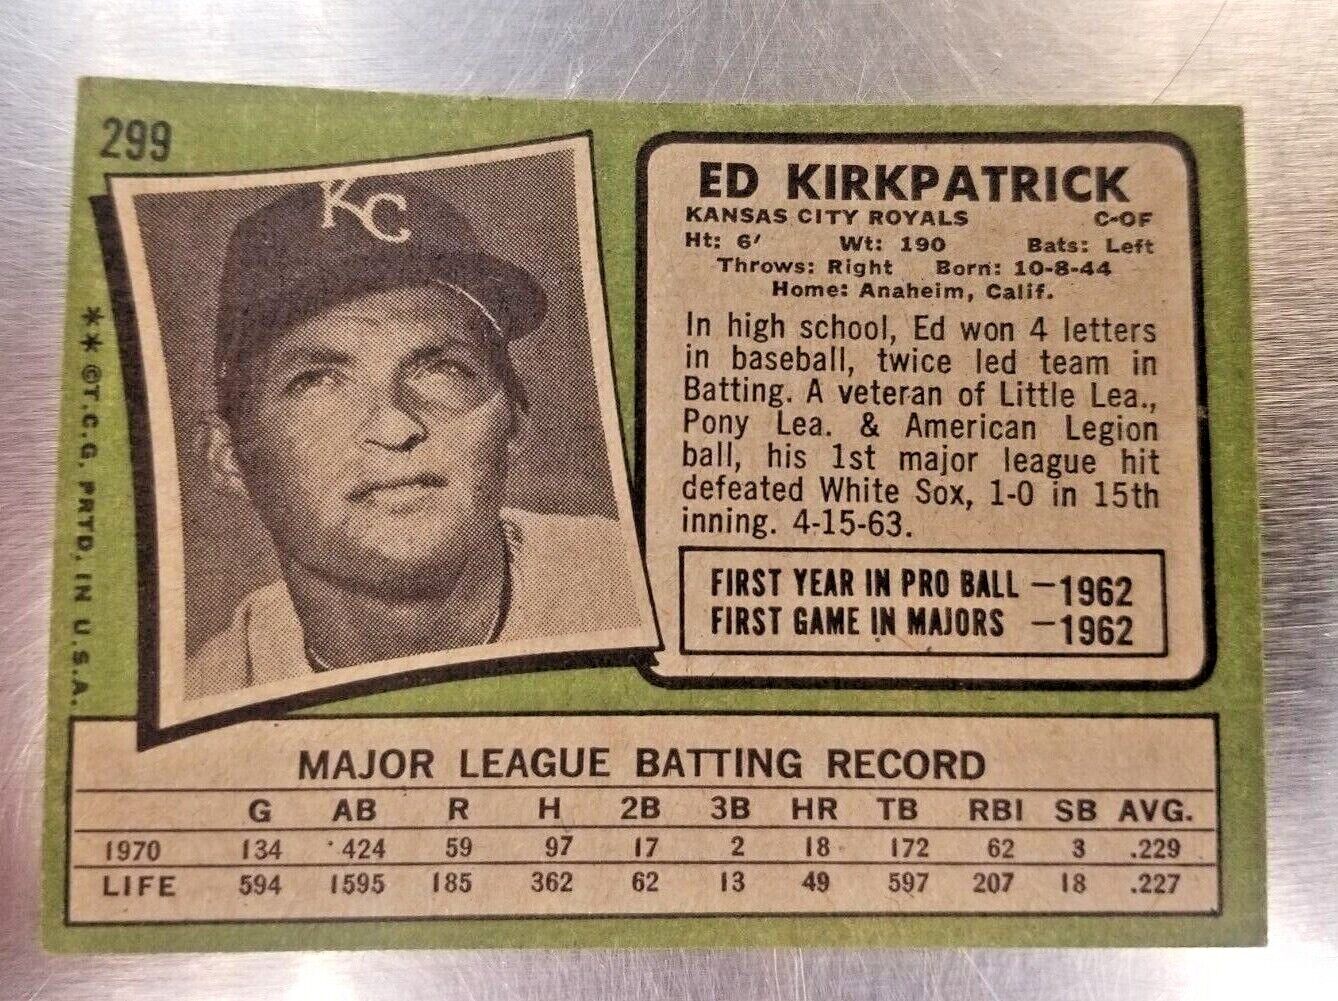 299
KC
** ©T.C.G. PRTD. IN U.S.A.
ED KIRKPATRICK
KANSAS CITY ROYALS C-OF
Ht: 6' Wt: 190 Bats: Left
Throws: Right Born: 10-8-44
Home: Anaheim, Calif.
In high school, Ed won 4 letters
in baseball, twice led team in
Batting. A veteran of Little Lea.,
Pony Lea. & American Legion
ball, his 1st major league hit
defeated White Sox, 1-0 in 15th
inning. 4-15-63.
FIRST YEAR IN PRO BALL —1962
FIRST GAME IN MAJORS —1962
MAJOR LEAGUE BATTING RECORD
G AB R H 2B 3B HR TB RBI SB AVG.
1970 134 424 59 97 17 2 18 172 62 3 .229
LIFE 594 1595 185 362 62 13 49 597 207 18 .227